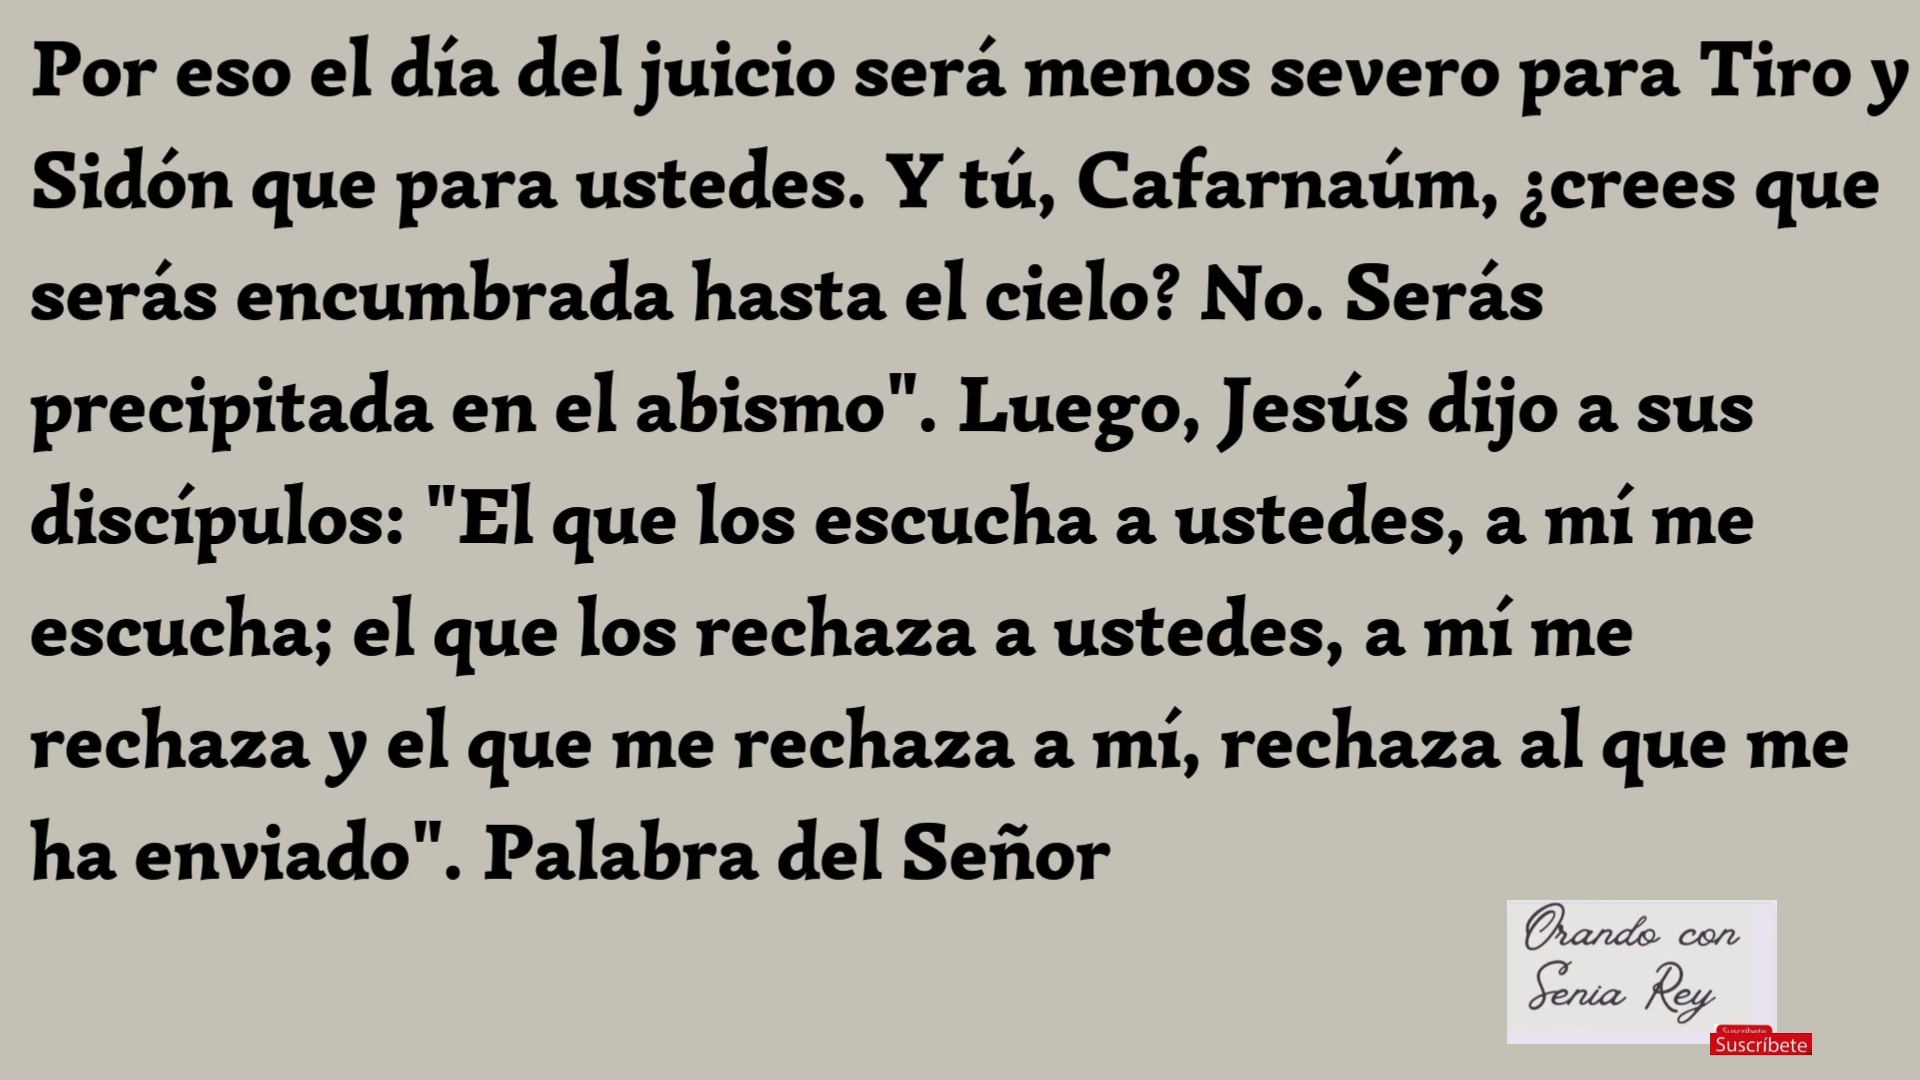 Por eso el día del juicio será menos severo para Tiro y
Sidón que para ustedes. Y tú, Cafarnaúm, ¿crees que
serás encumbrada hasta el cielo? No. Serás
precipitada en el abismo". Luego, Jesús dijo a sus
discípulos: "El que los escucha a ustedes, a mí me
escucha; el que los rechaza a ustedes, a mí me
rechaza y el que me rechaza a mí, rechaza al que me
ha enviado". Palabra del Señor
Orando con
Senia Rey
Suscríbete
Suscríbete